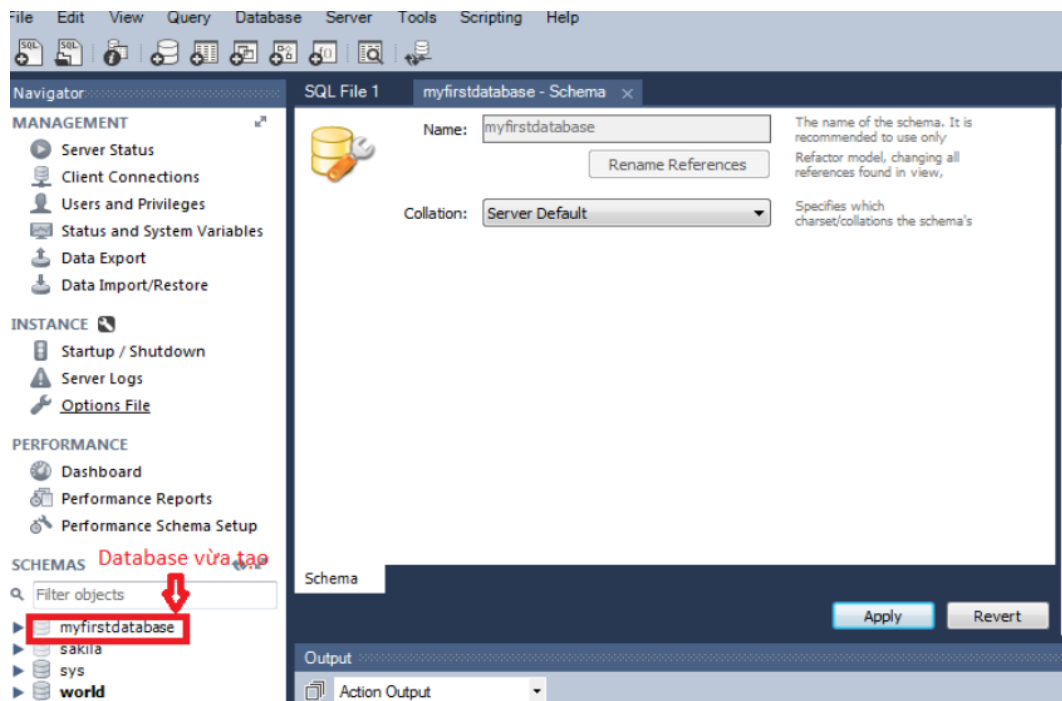 File Edit View Query Database Server Tools Scripting Help
SQL SQL
Navigator
MANAGEMENT
Server Status
Client Connections
Users and Privileges
Status and System Variables
Data Export
Data Import/Restore
INSTANCE
Startup / Shutdown
Server Logs
Options File
PERFORMANCE
Dashboard
Performance Reports
Performance Schema Setup
SCHEMAS
Database vừa tạo
Filter objects
myfirstdatabase
sakila
sys
world
SQL File 1
myfirstdatabase - Schema
Name: myfirstdatabase
The name of the schema. It is
recommended to use only
Rename References
Refactor model, changing all
references found in view,
Collation: Server Default
Specifies which
charset/collations the schema's
Schema
Apply Revert
Output
Action Output